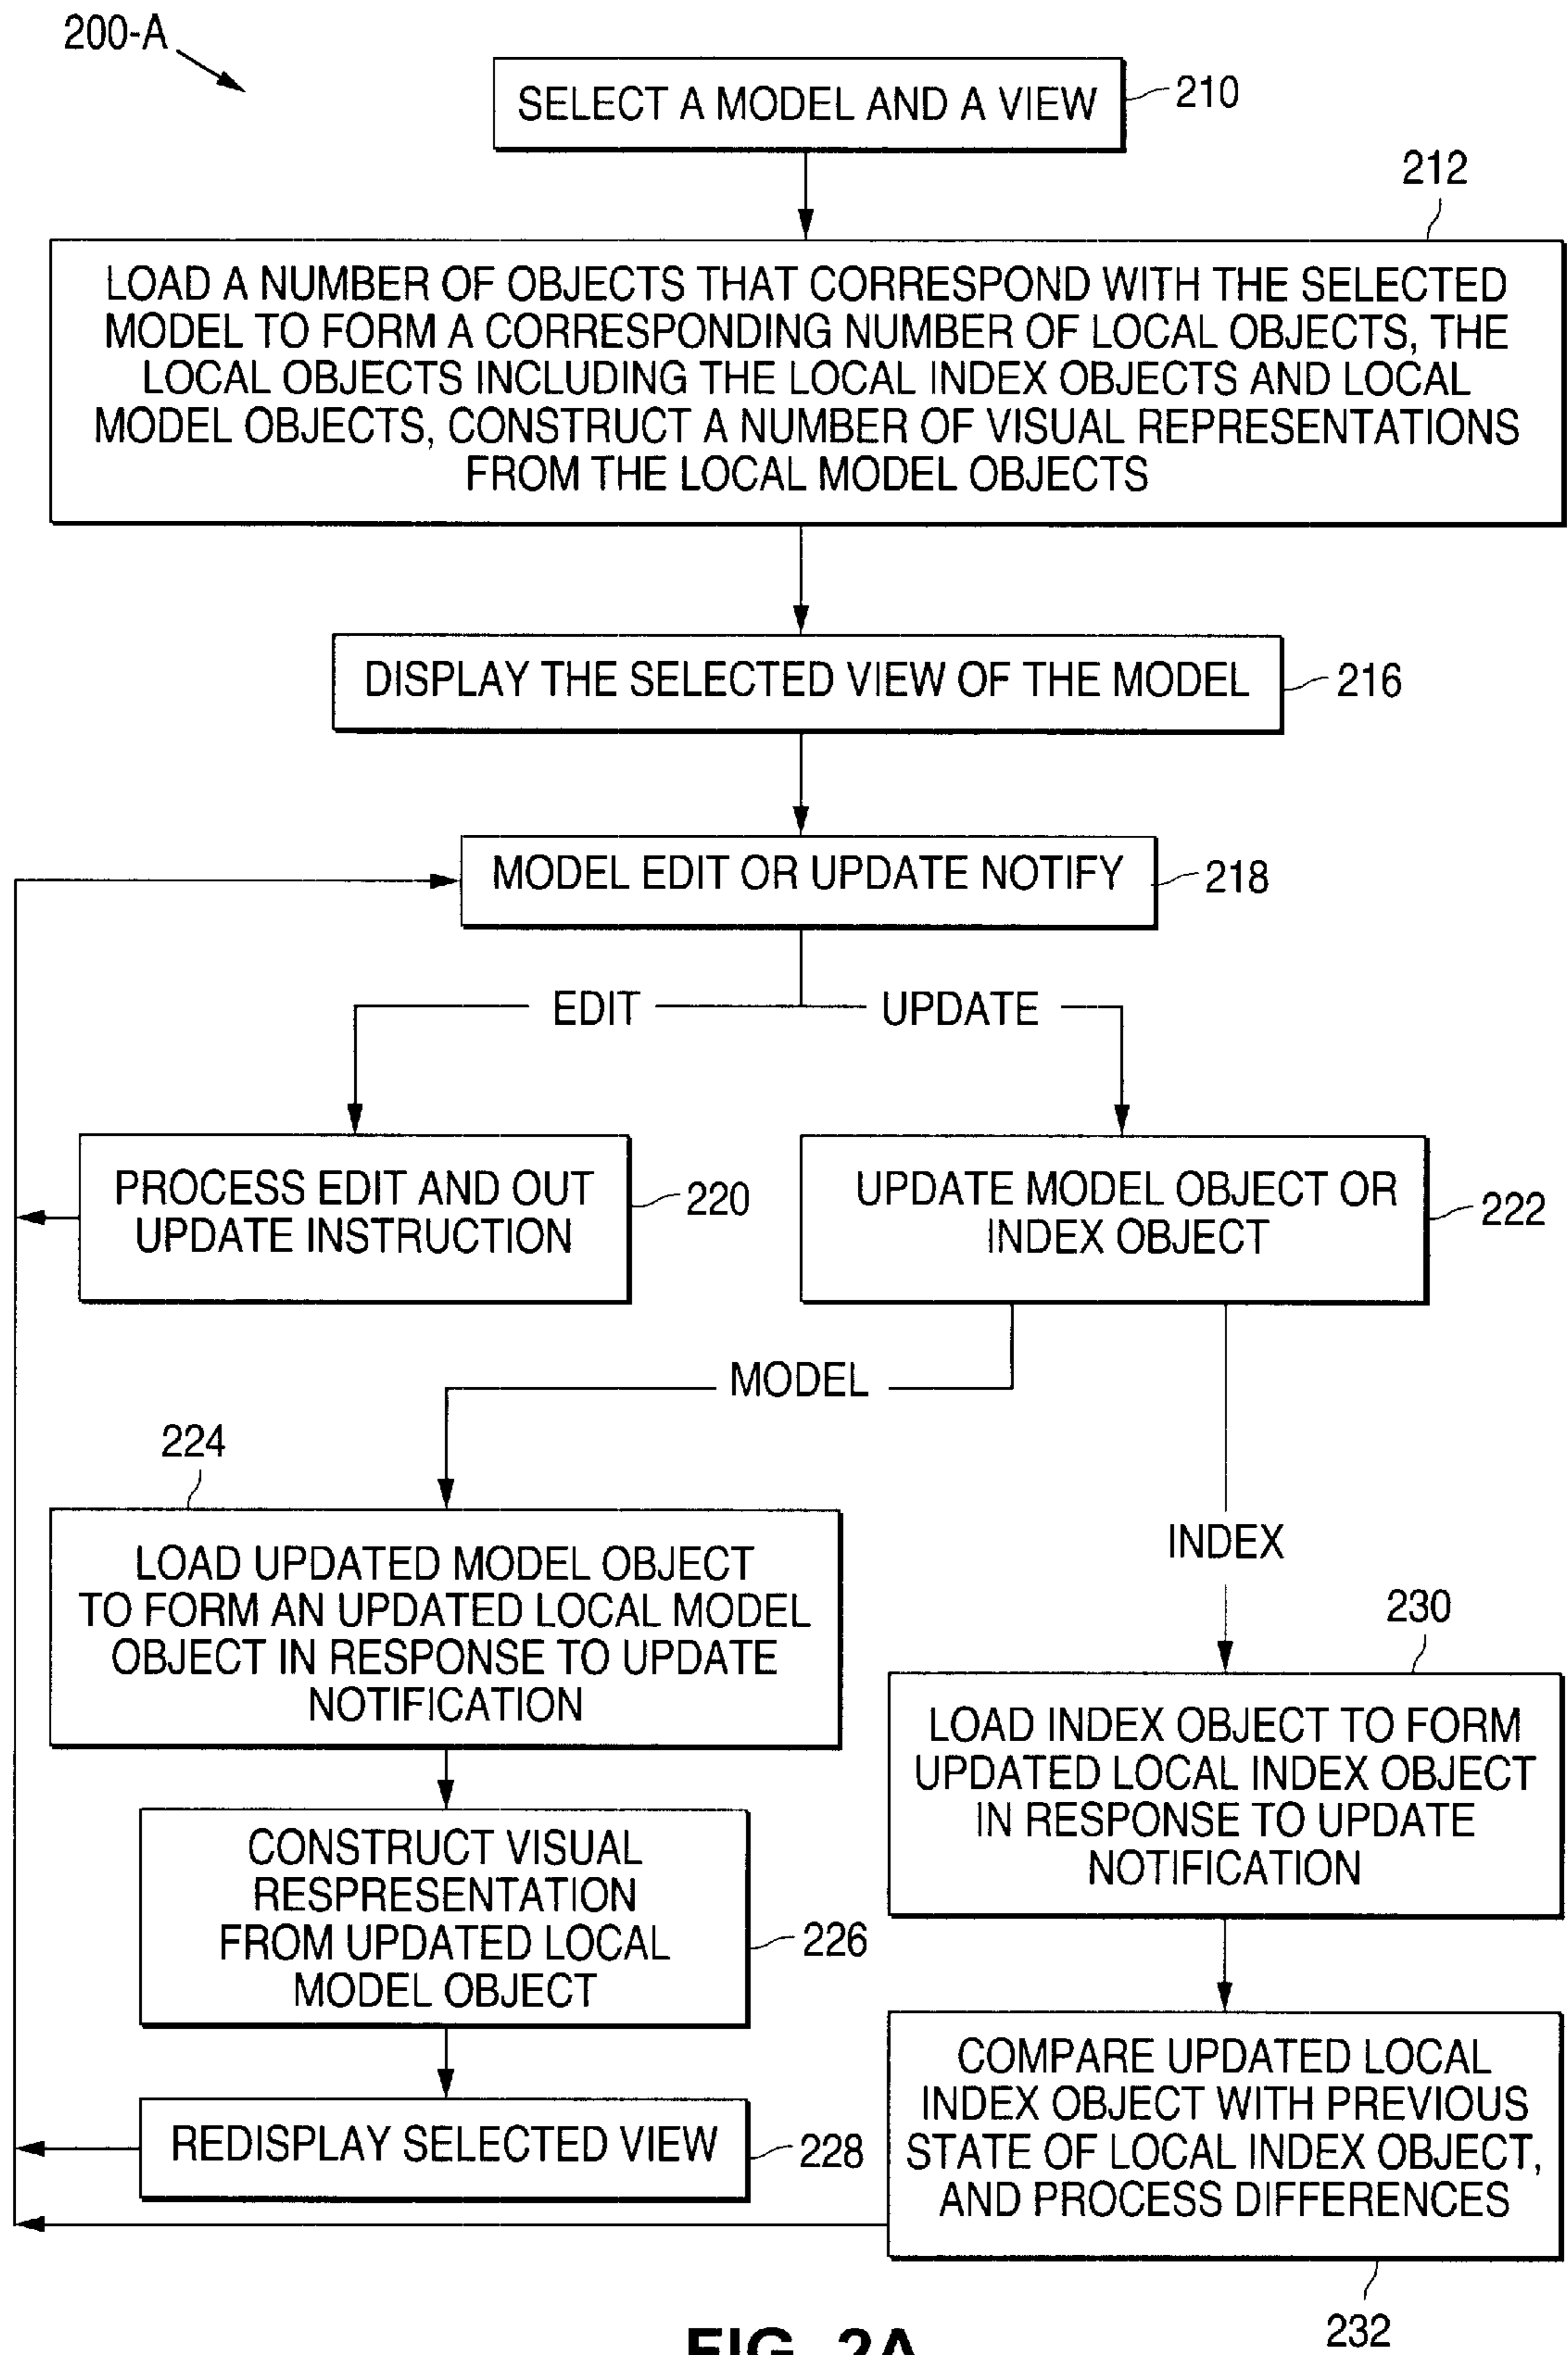 200-A
SELECT A MODEL AND A VIEW
210
212
LOAD A NUMBER OF OBJECTS THAT CORRESPOND WITH THE SELECTED
MODEL TO FORM A CORRESPONDING NUMBER OF LOCAL OBJECTS, THE
LOCAL OBJECTS INCLUDING THE LOCAL INDEX OBJECTS AND LOCAL
MODEL OBJECTS, CONSTRUCT A NUMBER OF VISUAL REPRESENTATIONS
FROM THE LOCAL MODEL OBJECTS
DISPLAY THE SELECTED VIEW OF THE MODEL
216
MODEL EDIT OR UPDATE NOTIFY
218
EDIT
UPDATE
PROCESS EDIT AND OUT
UPDATE INSTRUCTION
220
UPDATE MODEL OBJECT OR
INDEX OBJECT
222
MODEL
224
LOAD UPDATED MODEL OBJECT
TO FORM AN UPDATED LOCAL MODEL
OBJECT IN RESPONSE TO UPDATE
NOTIFICATION
INDEX
230
LOAD INDEX OBJECT TO FORM
UPDATED LOCAL INDEX OBJECT
IN RESPONSE TO UPDATE
NOTIFICATION
CONSTRUCT VISUAL
RESPRESENTATION
FROM UPDATED LOCAL
MODEL OBJECT
226
COMPARE UPDATED LOCAL
INDEX OBJECT WITH PREVIOUS
STATE OF LOCAL INDEX OBJECT,
AND PROCESS DIFFERENCES
REDISPLAY SELECTED VIEW
228
232
FIG. 2A